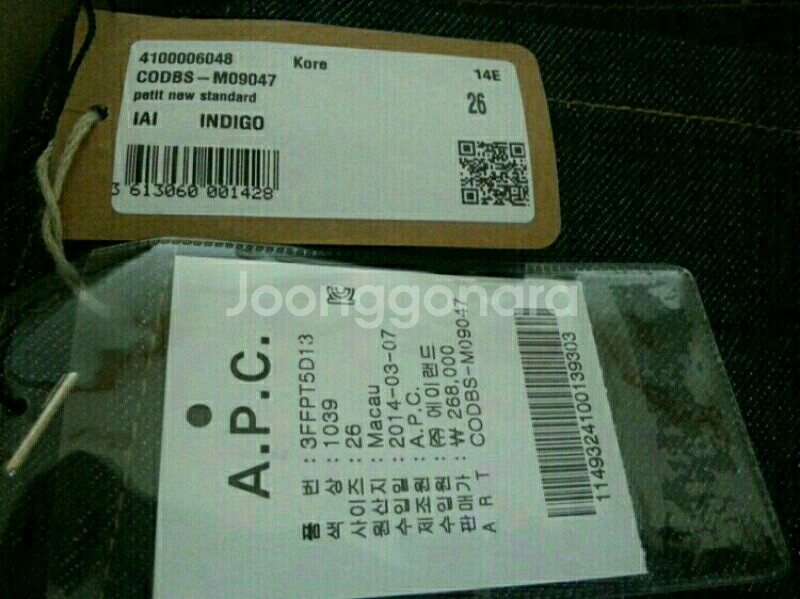 4100006048 Kore
CODBS-M09047 14E
petit new standard 26
IAI INDIGO
3 613060 001428
Joonggonara
A.P.C.
품 번 : 3FFPT5D13
색 상 : 1039
사이즈 : 26
원산지 : Macau
수입일 : 2014-03-07
제조원 : A.P.C.
수입원 : ㈜ 에이랜드
판매가 : ₩ 268,000
A R T CODBS-M09047
1149324100139303